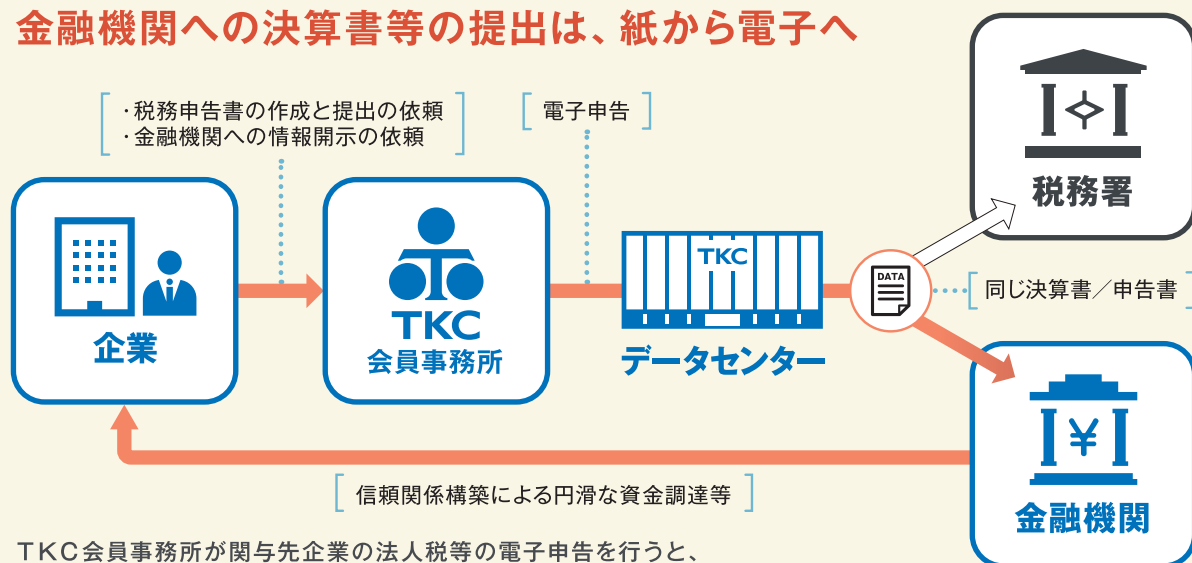 金融機関への決算書等の提出は、紙から電子へ
・税務申告書の作成と提出の依頼
・金融機関への情報開示の依頼
電子申告
税務署
企業
TKC
会員事務所
TKC
データセンター
DATA
同じ決算書／申告書
¥
金融機関
信頼関係構築による円滑な資金調達等
TKC会員事務所が関与先企業の法人税等の電子申告を行うと、